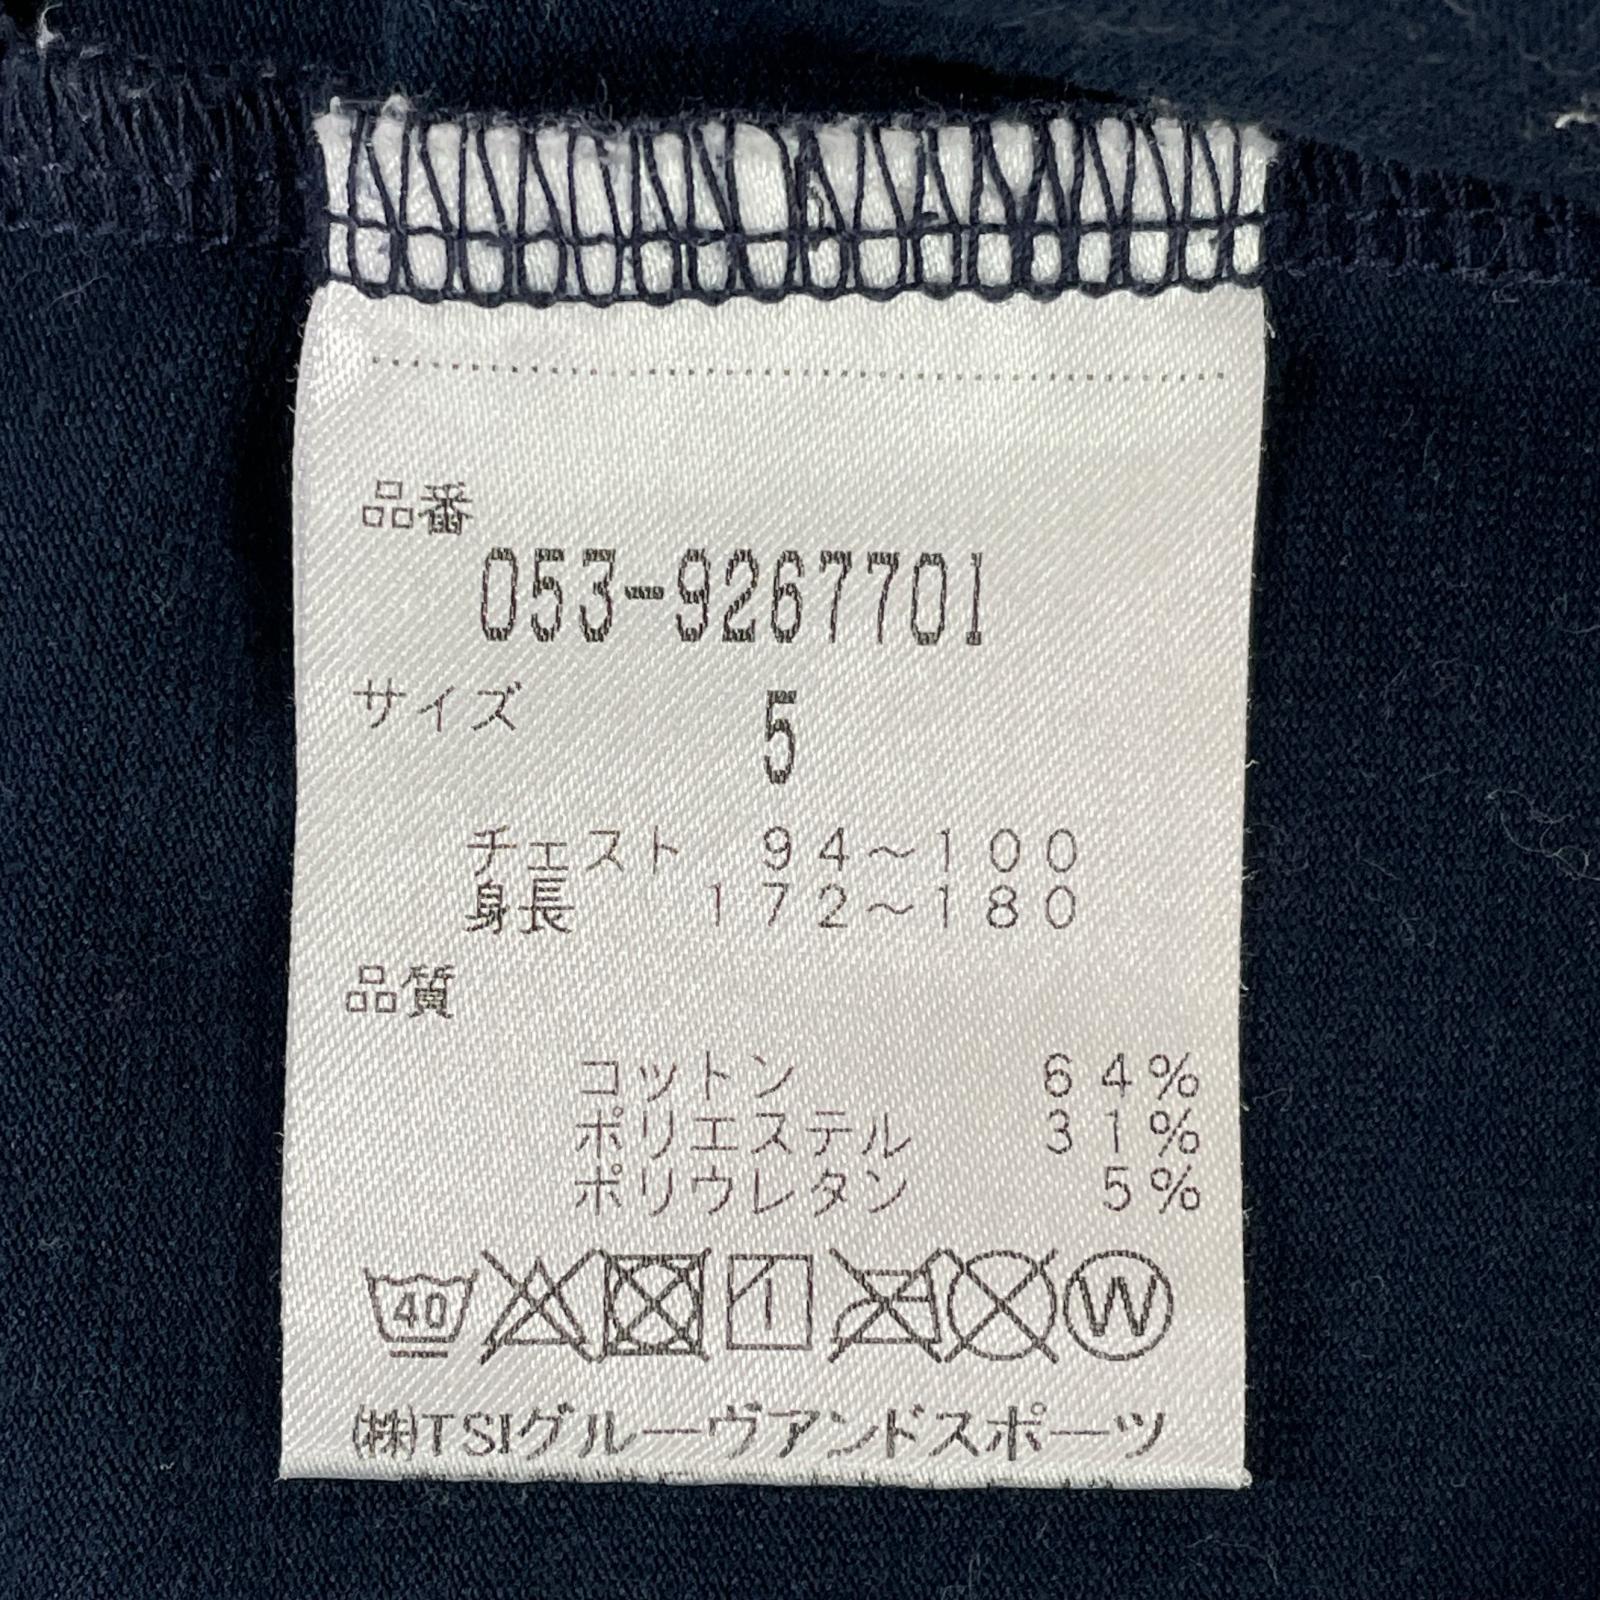 品番
053-9267701
サイズ 5
チェスト 94～100
身長 172～180
品質
コットン 64%
ポリエステル 31%
ポリウレタン 5%
40 W
㈱TSIグルーヴアンドスポーツ